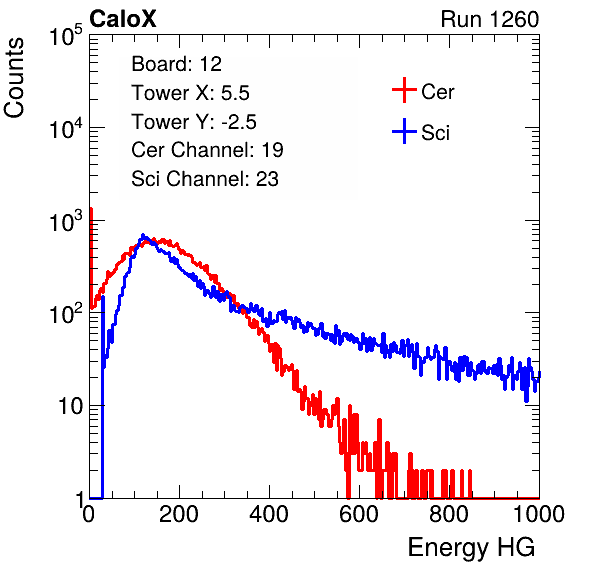 CaloX Run 1260
Counts
Board: 12
Tower X: 5.5
Tower Y: -2.5
Cer Channel: 19
Sci Channel: 23
Cer
Sci
10^5
10^4
10^3
10^2
10
1
0 200 400 600 800 1000
Energy HG